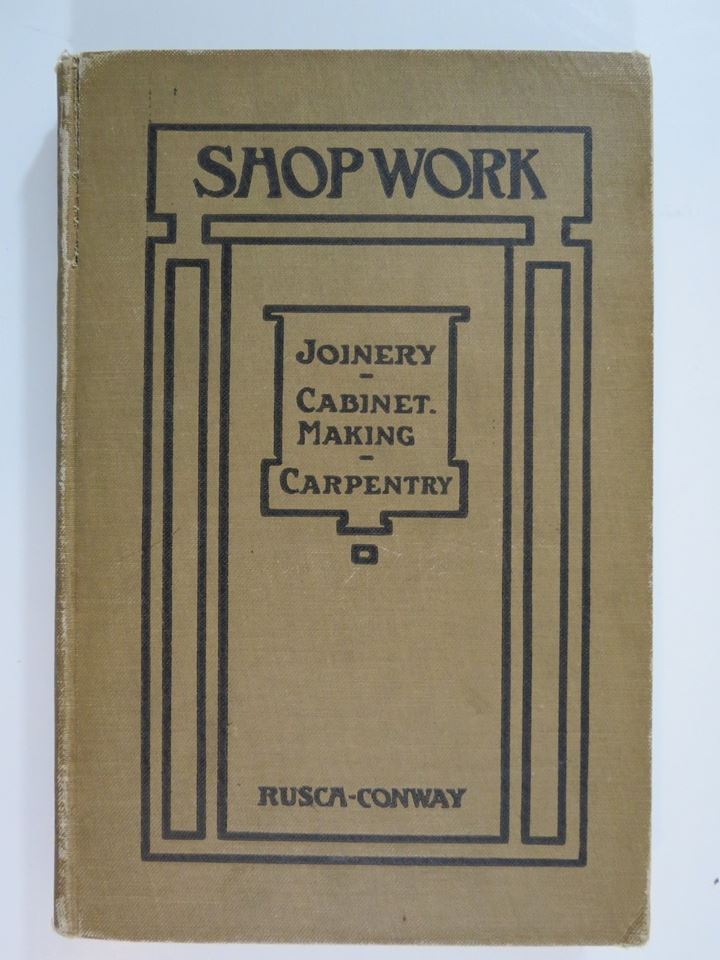 SHOP WORK
JOINERY
-
CABINET.
MAKING
-
CARPENTRY
RUSCA-CONWAY